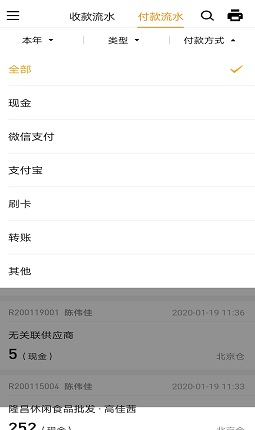 收款流水 付款流水
本年 类型 付款方式
全部
现金
微信支付
支付宝
刷卡
转账
其他
R200119001 陈伟佳 2020-01-19 11:36
无关联供应商
5（现金） 北京仓
R200115004 陈伟佳 2020-01-19 11:33
隆昌休闲食品批发·高佳茜
252（现金） 北京仓